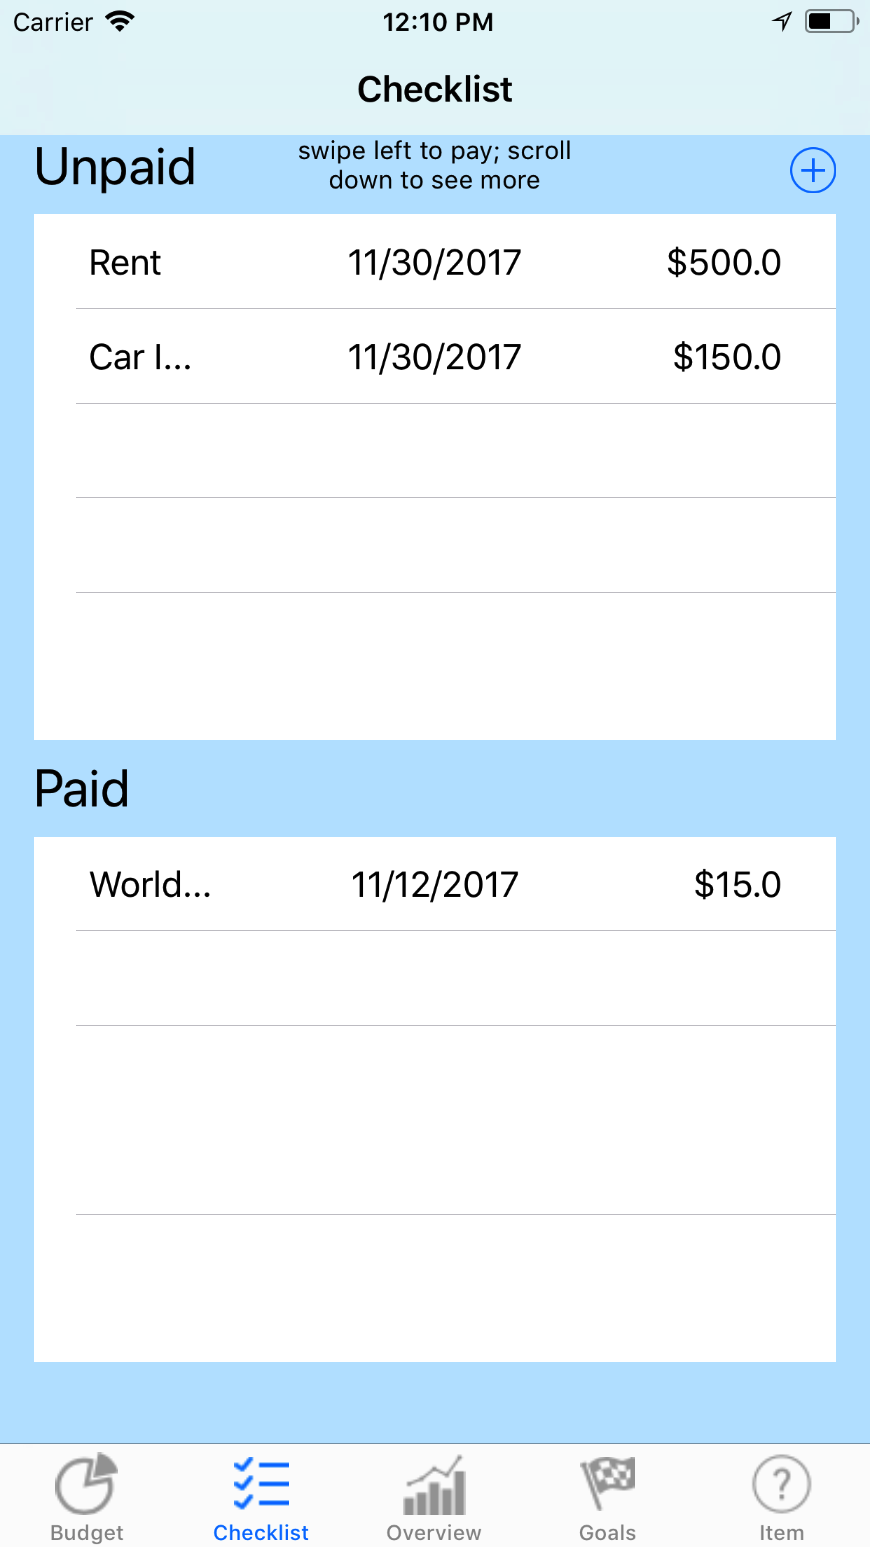 Carrier 12:10 PM
Checklist
Unpaid
swipe left to pay; scroll
down to see more
Rent 11/30/2017 $500.0
Car I... 11/30/2017 $150.0
Paid
World... 11/12/2017 $15.0
Budget Checklist Overview Goals Item